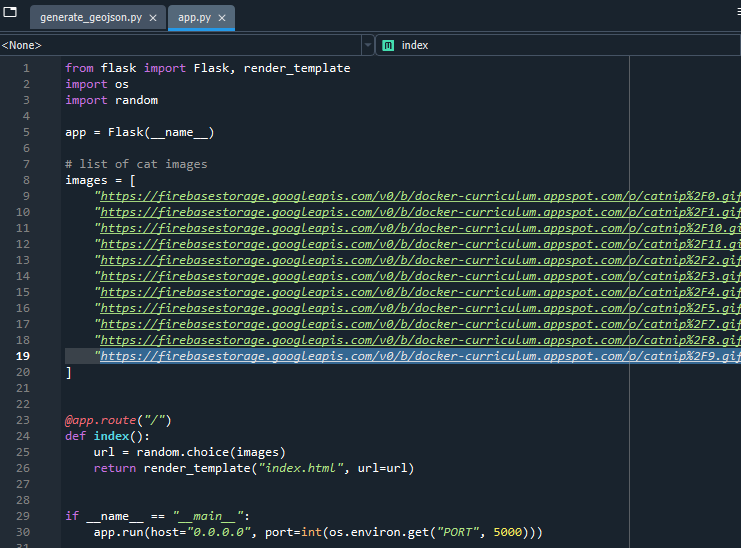 generate_geojson.py
app.py
<None>
index
1 from flask import Flask, render_template
2 import os
3 import random
4
5 app = Flask(__name__)
6
7 # list of cat images
8 images = [
9 "https://firebasestorage.googleapis.com/v0/b/docker-curriculum.appspot.com/o/catnip%2F0.gif
10 "https://firebasestorage.googleapis.com/v0/b/docker-curriculum.appspot.com/o/catnip%2F1.gif
11 "https://firebasestorage.googleapis.com/v0/b/docker-curriculum.appspot.com/o/catnip%2F10.gi
12 "https://firebasestorage.googleapis.com/v0/b/docker-curriculum.appspot.com/o/catnip%2F11.gi
13 "https://firebasestorage.googleapis.com/v0/b/docker-curriculum.appspot.com/o/catnip%2F2.gif
14 "https://firebasestorage.googleapis.com/v0/b/docker-curriculum.appspot.com/o/catnip%2F3.gif
15 "https://firebasestorage.googleapis.com/v0/b/docker-curriculum.appspot.com/o/catnip%2F4.gif
16 "https://firebasestorage.googleapis.com/v0/b/docker-curriculum.appspot.com/o/catnip%2F5.gif
17 "https://firebasestorage.googleapis.com/v0/b/docker-curriculum.appspot.com/o/catnip%2F7.gif
18 "https://firebasestorage.googleapis.com/v0/b/docker-curriculum.appspot.com/o/catnip%2F8.gif
19 "https://firebasestorage.googleapis.com/v0/b/docker-curriculum.appspot.com/o/catnip%2F9.gif
20 ]
21
22
23 @app.route("/")
24 def index():
25 url = random.choice(images)
26 return render_template("index.html", url=url)
27
28
29 if __name__ == "__main__":
30 app.run(host="0.0.0.0", port=int(os.environ.get("PORT", 5000)))
31